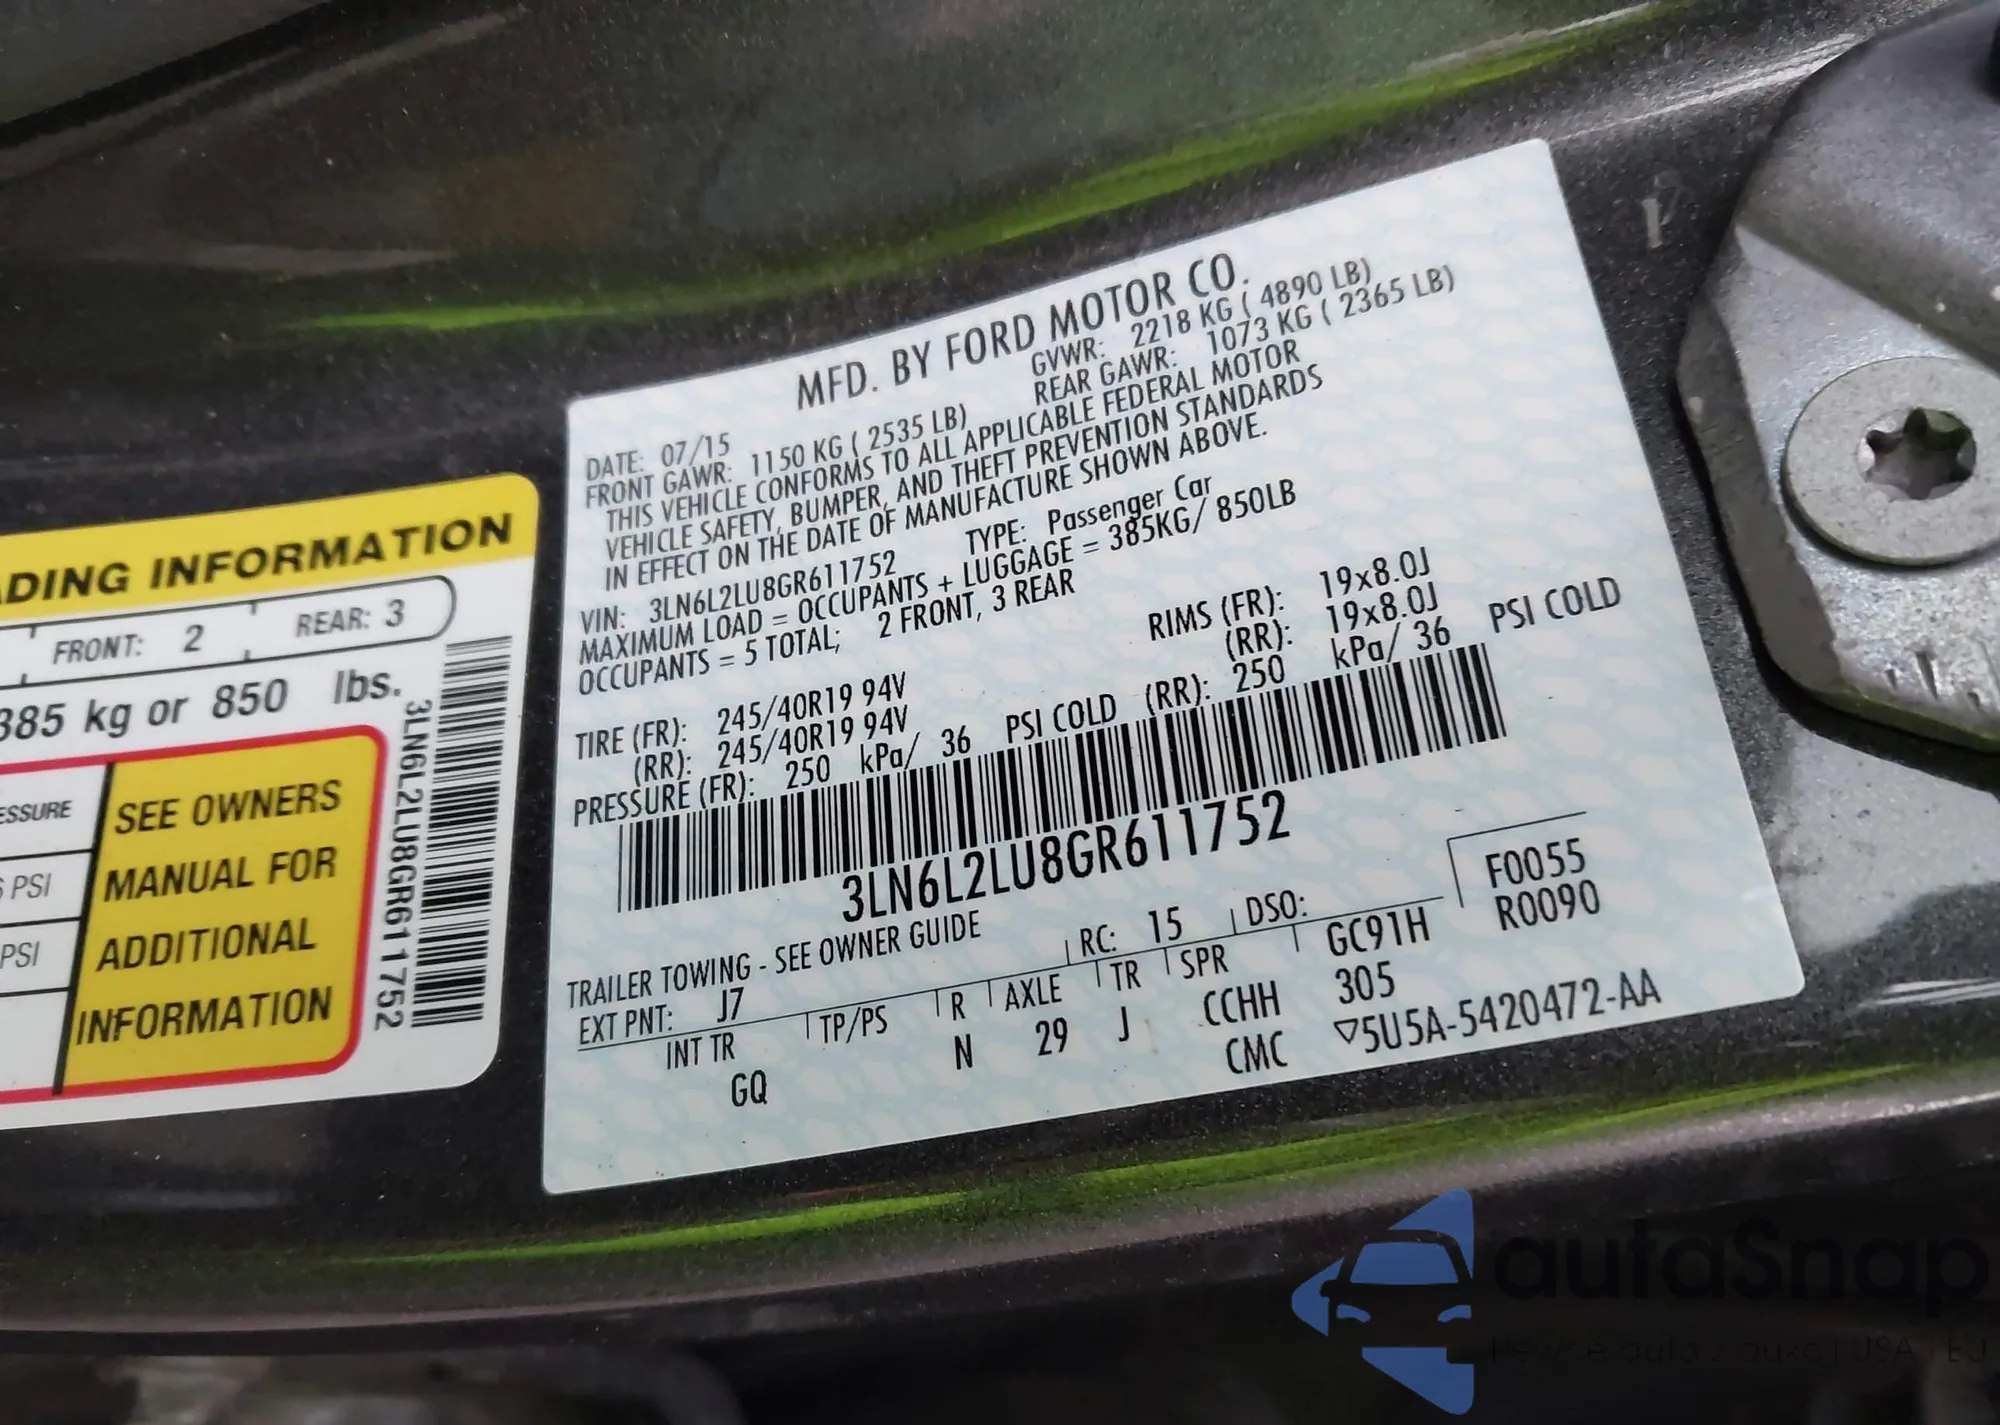 MFD. BY FORD MOTOR CO.
DATE: 07/15 GVWR: 2218 KG ( 4890 LB)
FRONT GAWR: 1150 KG ( 2535 LB) REAR GAWR: 1073 KG ( 2365 LB)
THIS VEHICLE CONFORMS TO ALL APPLICABLE FEDERAL MOTOR
VEHICLE SAFETY, BUMPER, AND THEFT PREVENTION STANDARDS
IN EFFECT ON THE DATE OF MANUFACTURE SHOWN ABOVE.
VIN: 3LN6L2LU8GR611752 TYPE: Passenger Car
MAXIMUM LOAD = OCCUPANTS + LUGGAGE = 385KG/ 850LB
OCCUPANTS = 5 TOTAL; 2 FRONT, 3 REAR
TIRE (FR): 245/40R19 94V RIMS (FR): 19x8.0J
(RR): 245/40R19 94V (RR): 19x8.0J
PRESSURE (FR): 250 kPa/ 36 PSI COLD (RR): 250 kPa/ 36 PSI COLD
3LN6L2LU8GR611752
F0055
R0090
TRAILER TOWING - SEE OWNER GUIDE
EXT PNT: J7 RC: 15 DSO:
INT TR TP/PS R AXLE TR SPR GC91H
GQ N 29 J CCHH 305
CMC ▽5U5A-5420472-AA
ADING INFORMATION
FRONT: 2 REAR: 3
385 kg or 850 lbs.
ESSURE
PSI
PSI
SEE OWNERS
MANUAL FOR
ADDITIONAL
INFORMATION
3LN6L2LU8GR611752
autaSnap